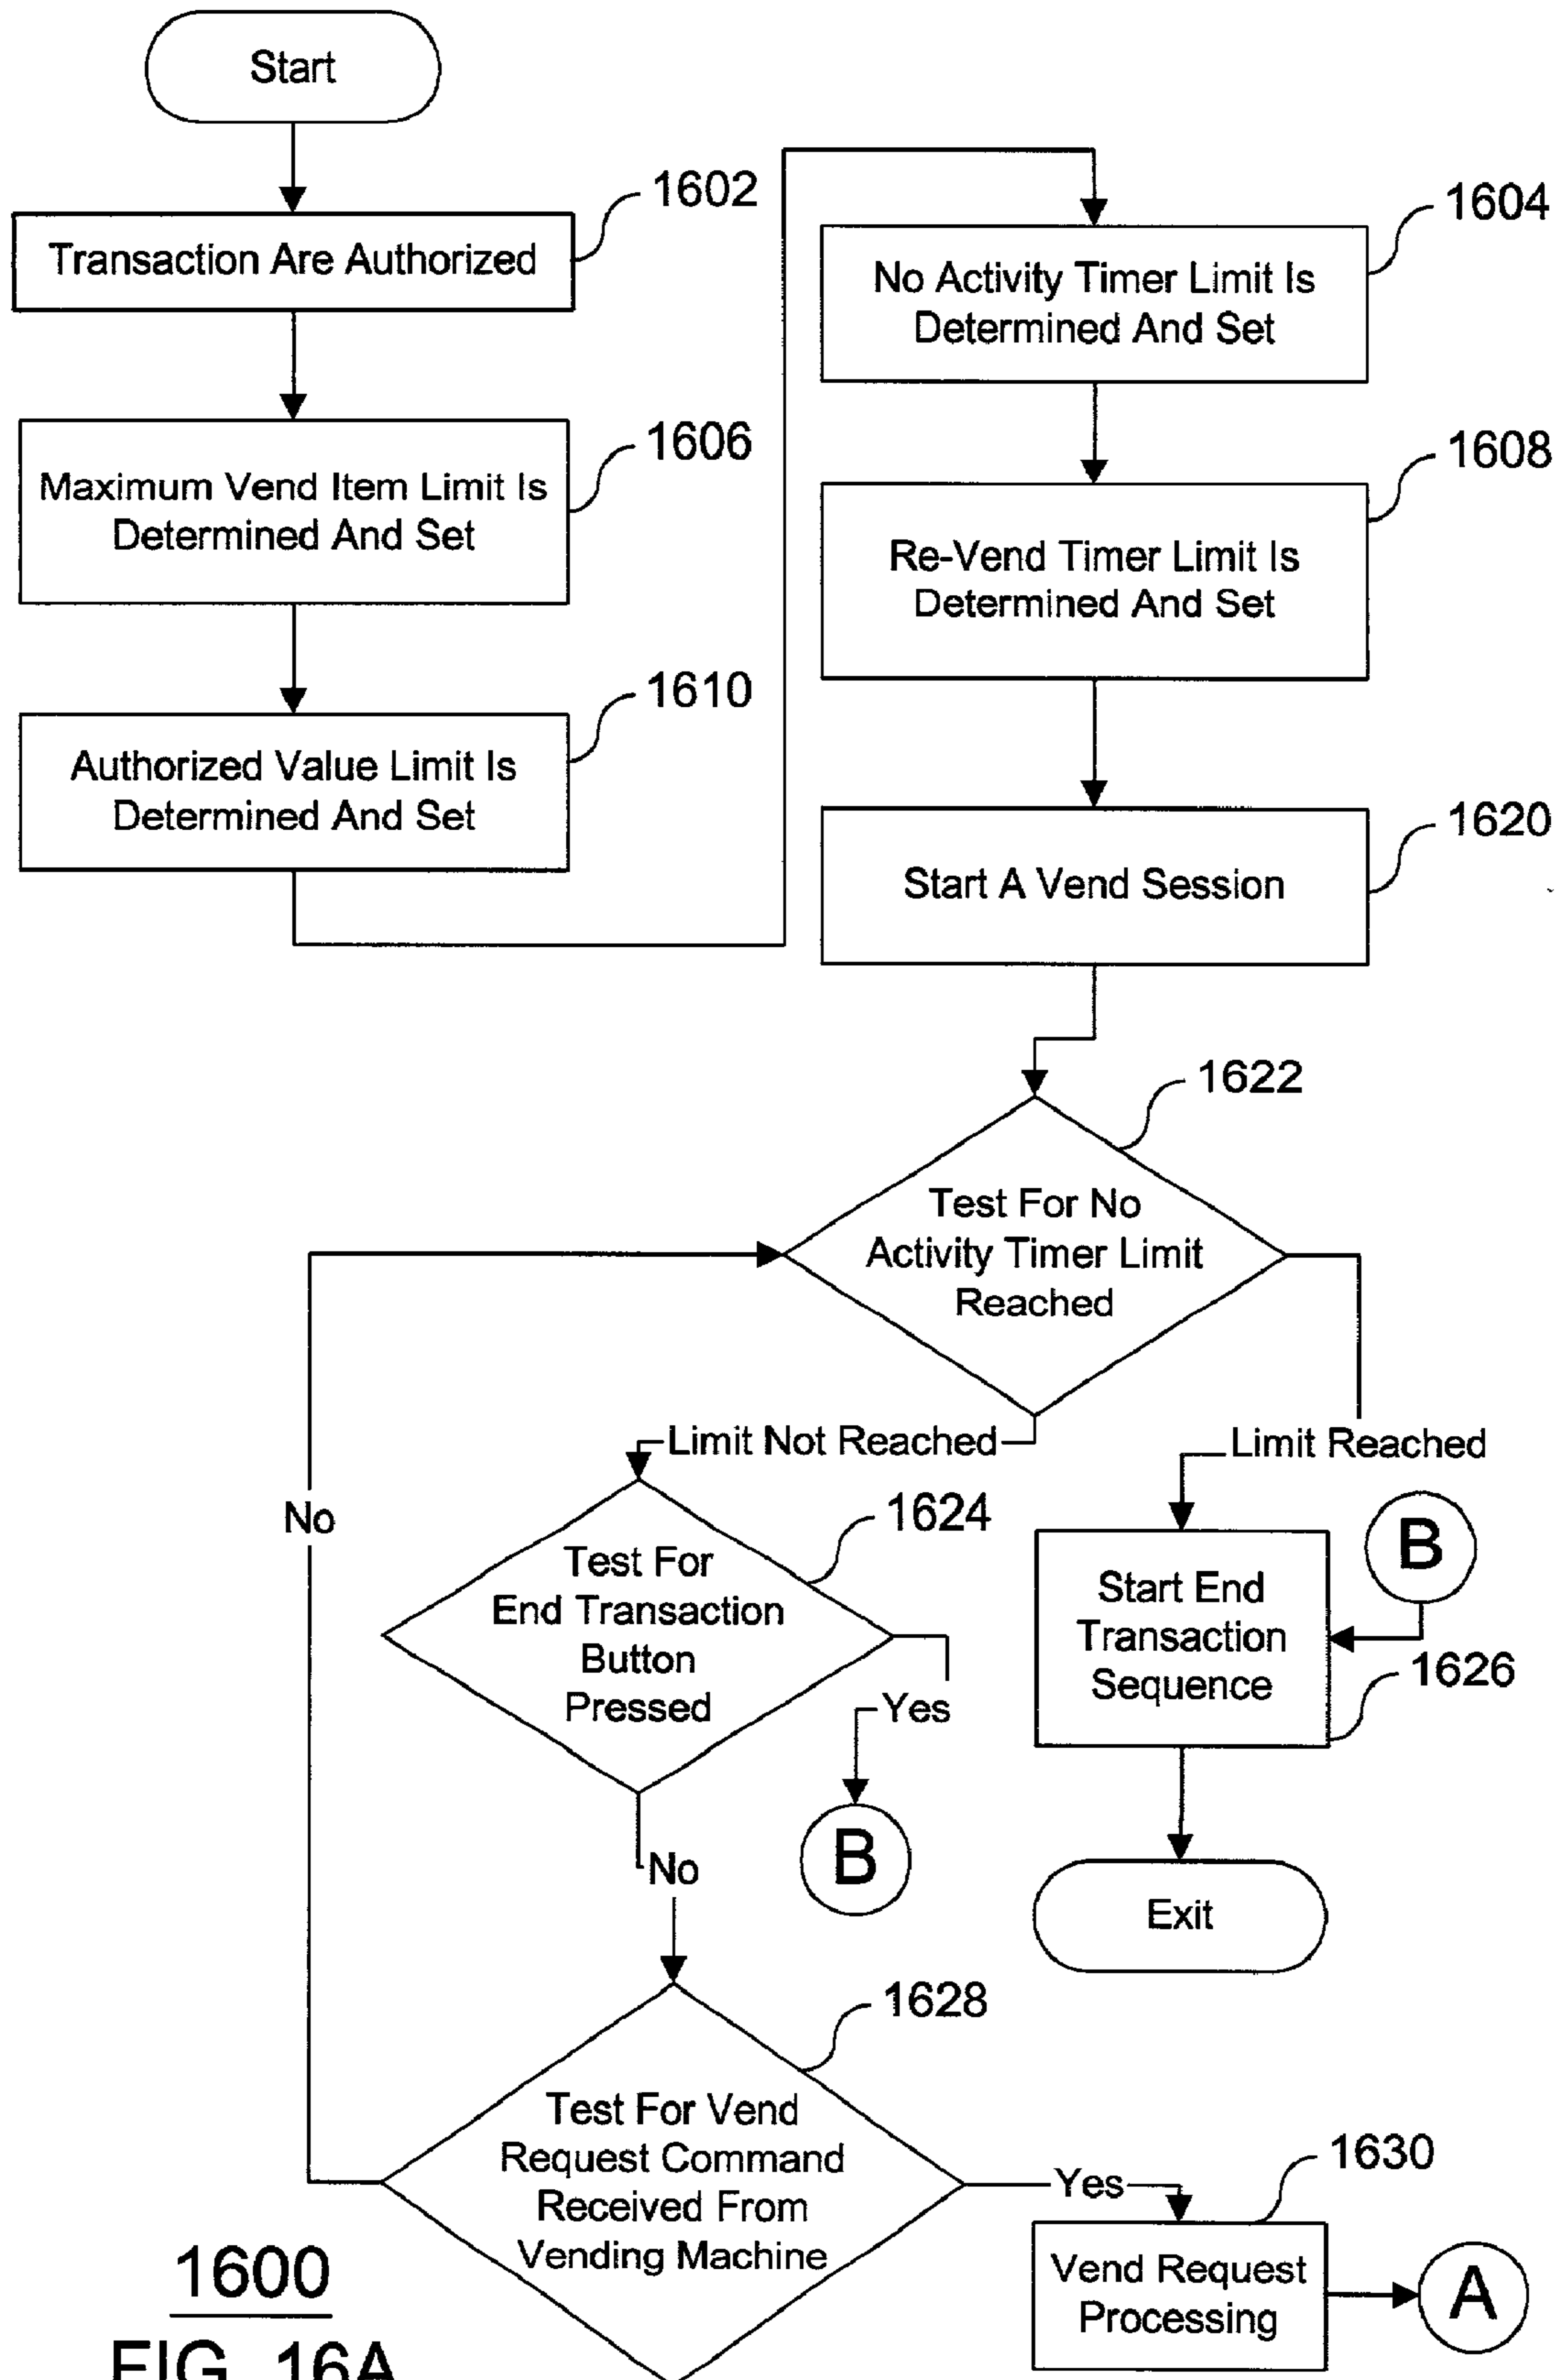 Start
1602
Transaction Are Authorized
1606
Maximum Vend Item Limit Is
Determined And Set
1610
Authorized Value Limit Is
Determined And Set
1604
No Activity Timer Limit Is
Determined And Set
1608
Re-Vend Timer Limit Is
Determined And Set
1620
Start A Vend Session
1622
Test For No
Activity Timer Limit
Reached
Limit Not Reached
Limit Reached
No
1624
Test For
End Transaction
Button
Pressed
Yes
B
B
Start End
Transaction
Sequence
1626
Exit
No
1628
Test For Vend
Request Command
Received From
Vending Machine
Yes
1630
Vend Request
Processing
A
1600
FIG. 16A